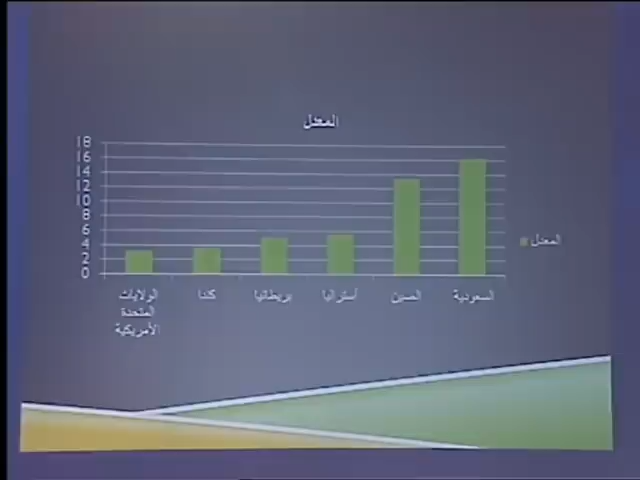 المعدل
18
16
14
12
10
8
6
4
2
0
المعدل
الولايات
المتحدة
الأمريكية
كندا
بريطانيا
أستراليا
الصين
السعودية